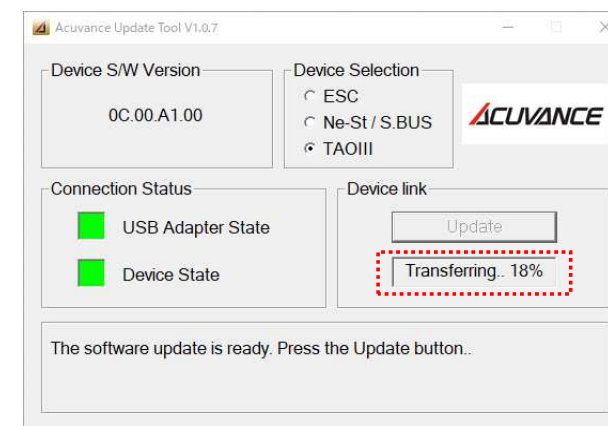 Acuvance Update Tool V1.0.7
Device S/W Version
0C.00.A1.00
Device Selection
ESC
Ne-St / S.BUS
TAOIII
ACUVANCE
Connection Status
USB Adapter State
Device State
Device link
Update
Transferring.. 18%
The software update is ready. Press the Update button..